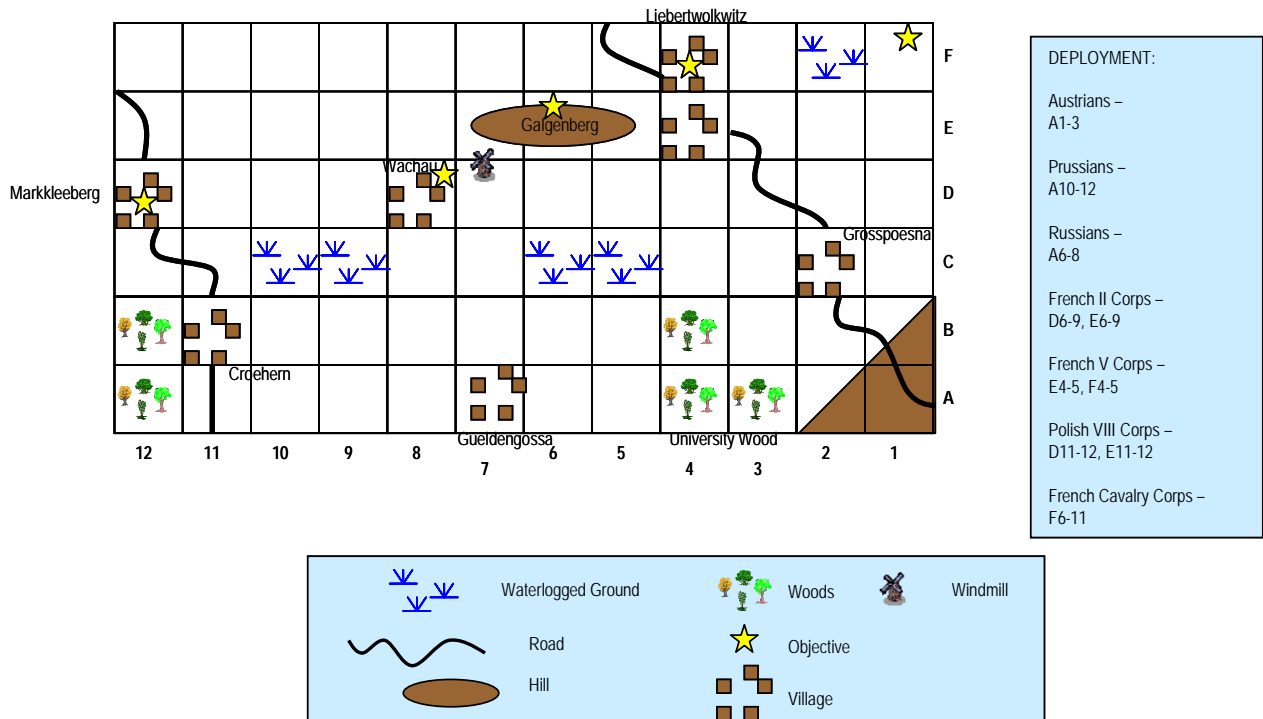 Liebertwolkwitz
F
Galgenberg
E
Wachau
Markkleeberg
D
Grosspoesna
C
B
Croehern
A
Gueldengossa
University Wood
12 11 10 9 8 7 6 5 4 3 2 1
DEPLOYMENT:
Austrians –
A1-3
Prussians –
A10-12
Russians –
A6-8
French II Corps –
D6-9, E6-9
French V Corps –
E4-5, F4-5
Polish VIII Corps –
D11-12, E11-12
French Cavalry Corps –
F6-11
Waterlogged Ground
Woods
Windmill
Road
Objective
Hill
Village